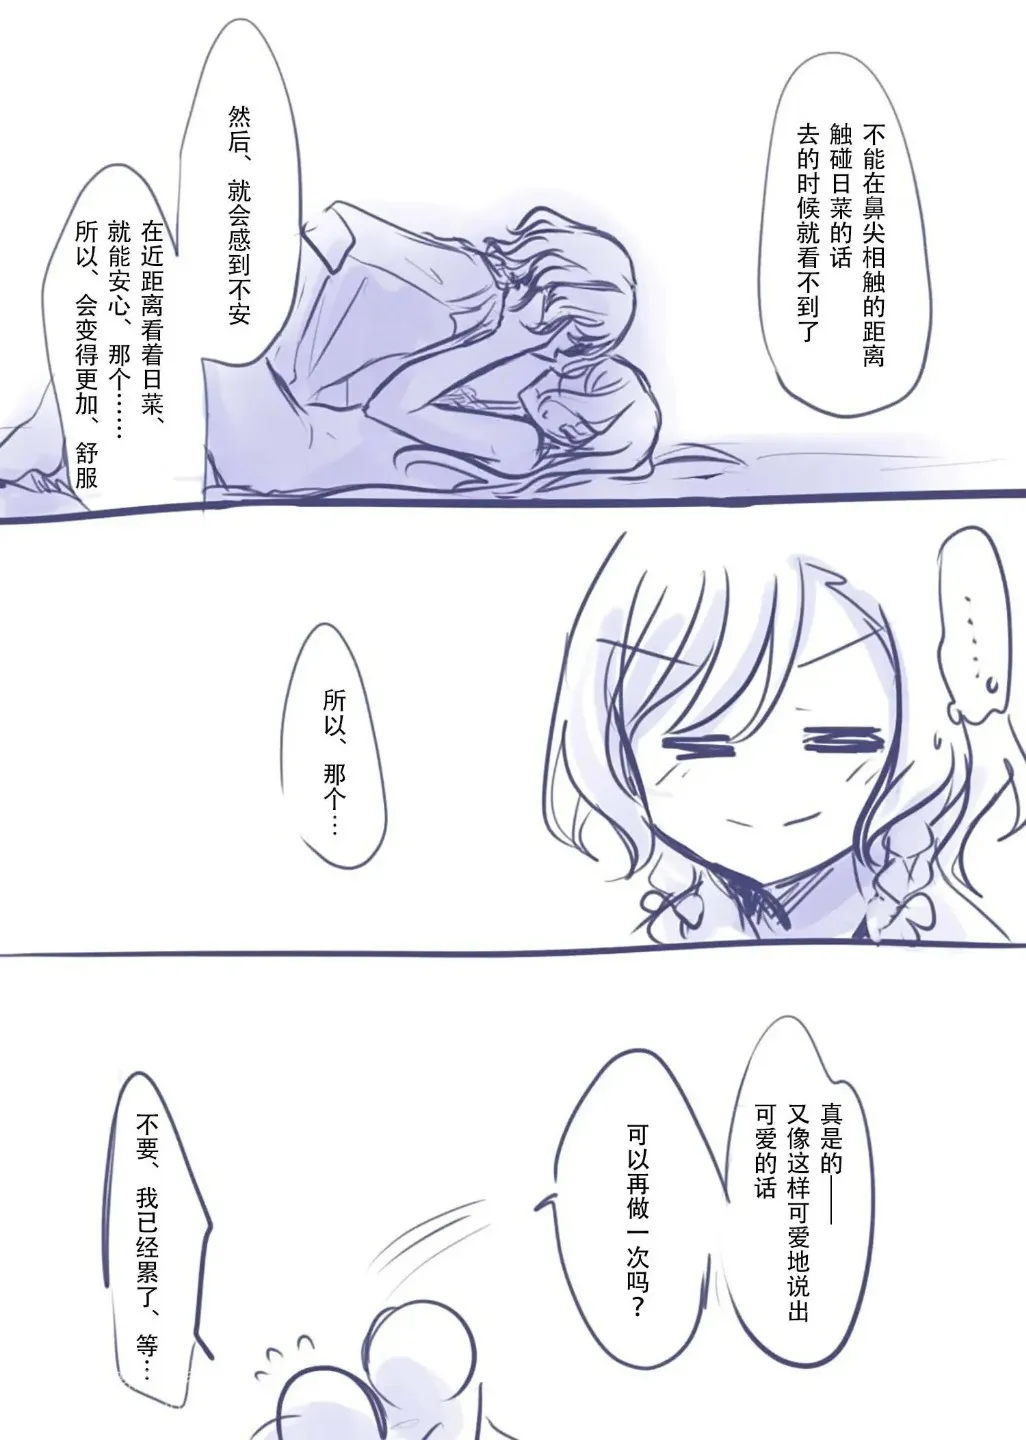 不能在鼻尖相触的距离
触碰日菜的话
去的时候就看不到了
然后、就会感到不安
在近距离看着日菜、
就能安心、那个……
所以、会变得更加、舒服
……
所以、那个…
真是的——
又像这样可爱地说出
可爱的话
可以再做一次吗？
不要、我已经累了、等…